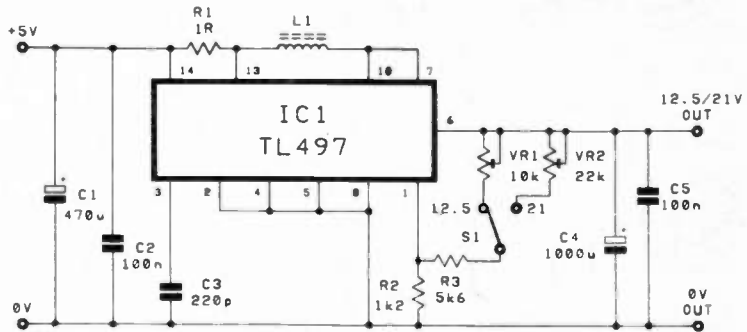 +5V
R1
1R
L1
14
13
10
7
IC1
TL497
6
12.5/21V
OUT
3
2
4
5
8
1
VR1
10k
VR2
22k
C1
470u
+
C2
100n
C3
220p
12.5
21
S1
R2
1k2
R3
5k6
C4
1000u
+
C5
100n
0V
0V
OUT